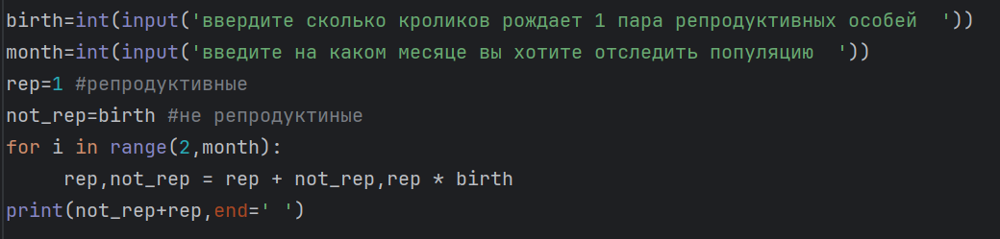 birth=int(input('ввердите сколько кроликов рождает 1 пара репродуктивных особей  '))
month=int(input('введите на каком месяце вы хотите отследить популяцию  '))
rep=1 #репродуктивные
not_rep=birth #не репродуктиные
for i in range(2,month):
     rep,not_rep = rep + not_rep,rep * birth
print(not_rep+rep,end=' ')